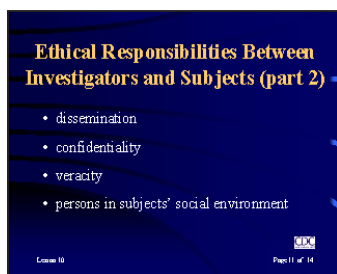 Ethical Responsibilities Between
Investigators and Subjects (part 2)
• dissemination
• confidentiality
• veracity
• persons in subjects' social environment
CDC
Lesson 10
Page 11 of 14